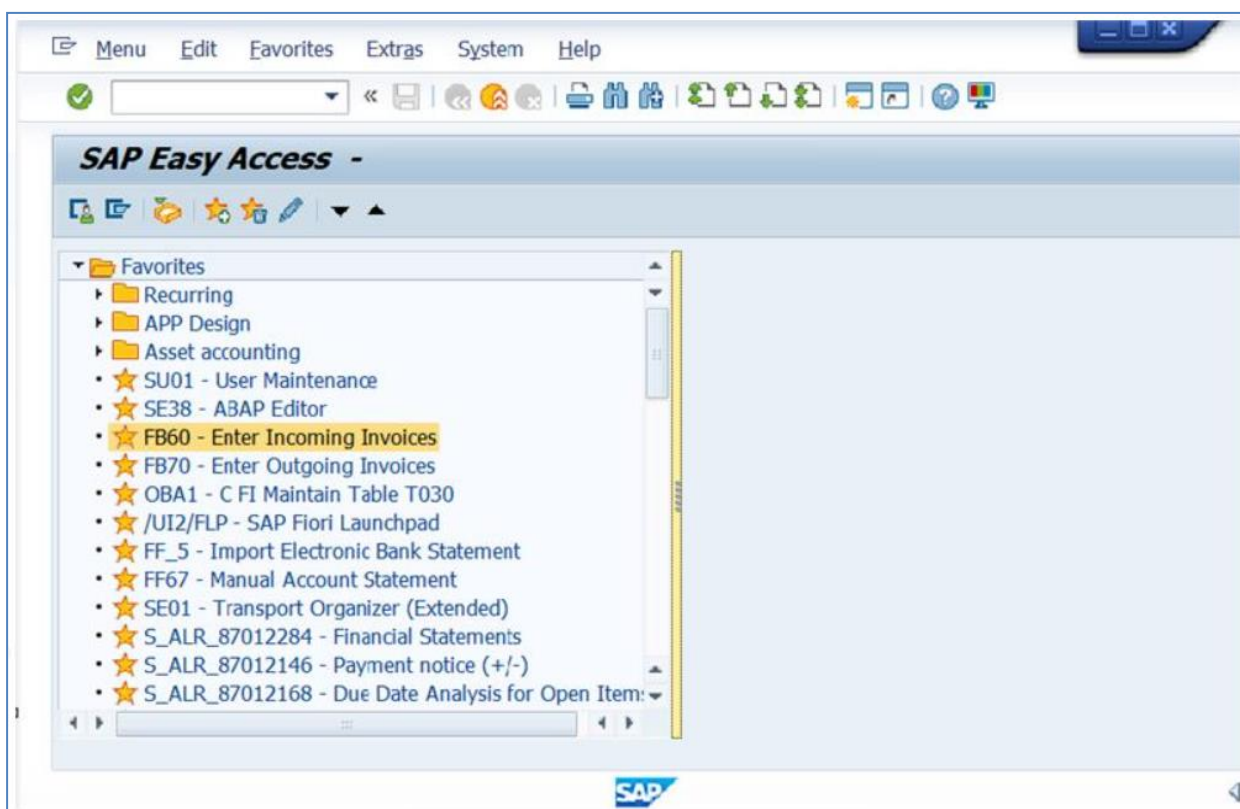 Menu Edit Favorites Extras System Help
SAP Easy Access -
Favorites
Recurring
APP Design
Asset accounting
SU01 - User Maintenance
SE38 - ABAP Editor
FB60 - Enter Incoming Invoices
FB70 - Enter Outgoing Invoices
OBA1 - C FI Maintain Table T030
/UI2/FLP - SAP Fiori Launchpad
FF_5 - Import Electronic Bank Statement
FF67 - Manual Account Statement
SE01 - Transport Organizer (Extended)
S_ALR_87012284 - Financial Statements
S_ALR_87012146 - Payment notice (+/-)
S_ALR_87012168 - Due Date Analysis for Open Item
SAP